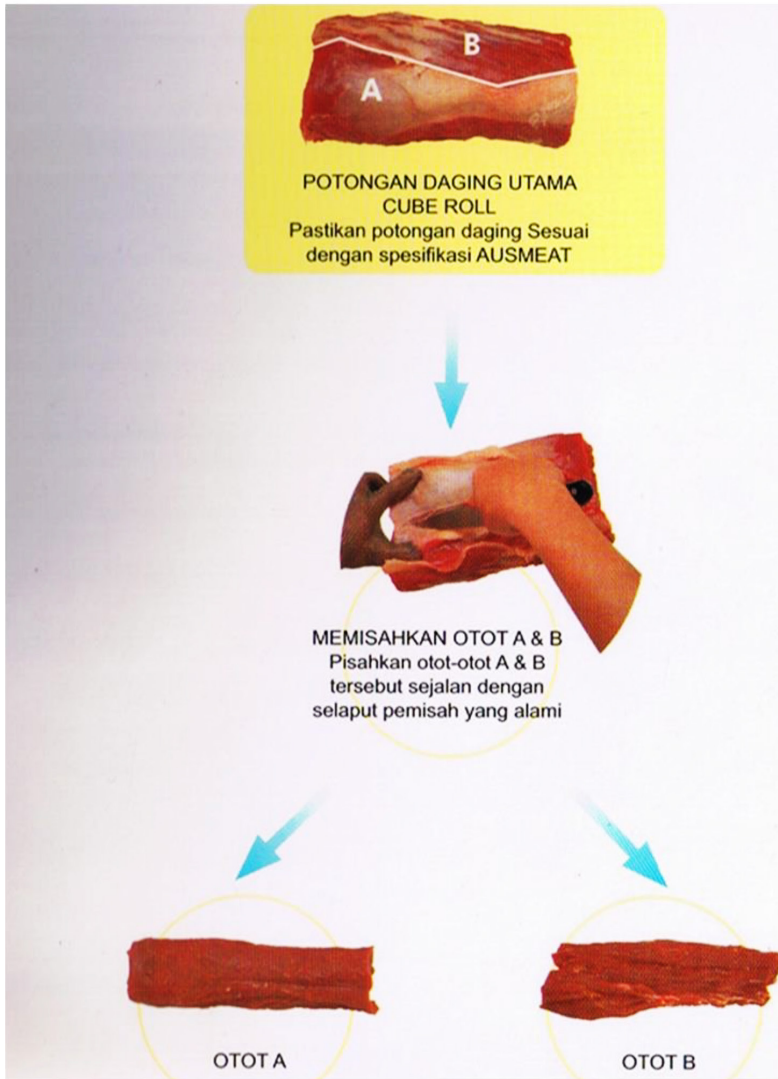 B
A
POTONGAN DAGING UTAMA
CUBE ROLL
Pastikan potongan daging Sesuai
dengan spesifikasi AUSMEAT
MEMISAHKAN OTOT A & B
Pisahkan otot-otot A & B
tersebut sejalan dengan
selaput pemisah yang alami
OTOT A
OTOT B